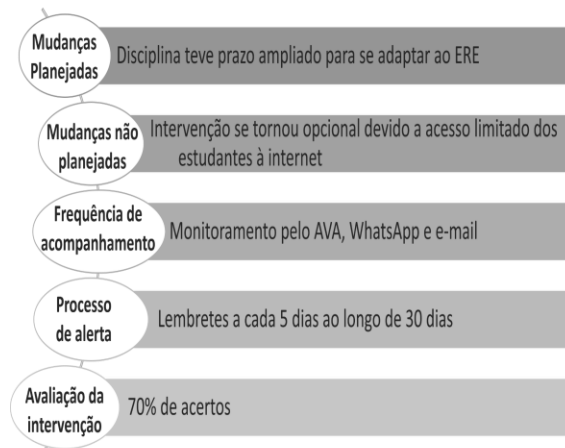 Mudanças
Planejadas
Disciplina teve prazo ampliado para se adaptar ao ERE
Mudanças não
planejadas
Intervenção se tornou opcional devido a acesso limitado dos
estudantes à internet
Frequência de
acompanhamento
Monitoramento pelo AVA, WhatsApp e e-mail
Processo
de alerta
Lembretes a cada 5 dias ao longo de 30 dias
Avaliação da
intervenção
70% de acertos